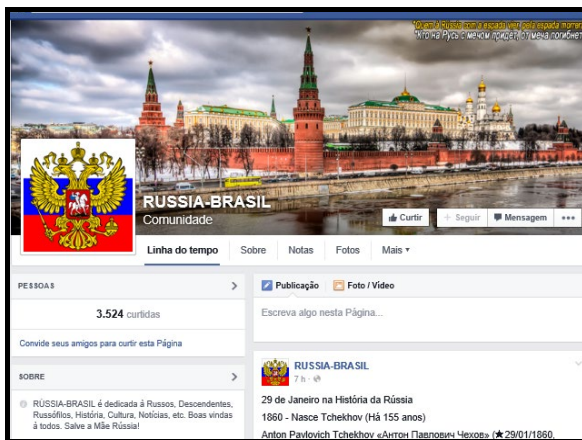 "Quem À Russia com a espada vier, pela espada morrerá
"Кто на Русь с мечом придет, от меча погибнет
RUSSIA-BRASIL
Comunidade
Curtir
Seguir
Mensagem
Linha do tempo
Sobre
Notas
Fotos
Mais
PESSOAS
3.524 curtidas
Convide seus amigos para curtir esta Página
SOBRE
RÚSSIA-BRASIL é dedicada á Russos, Descendentes,
Russófilos, História, Cultura, Notícias, etc. Boas vindas
à todos. Salve a Mãe Rússia!
Publicação
Foto / Vídeo
Escreva algo nesta Página...
RUSSIA-BRASIL
7 h ·
29 de Janeiro na História da Rússia
1860 - Nasce Tchekhov (Há 155 anos)
Anton Pavlovich Tchekhov «Антон Павлович Чехов» (★29/01/1860,